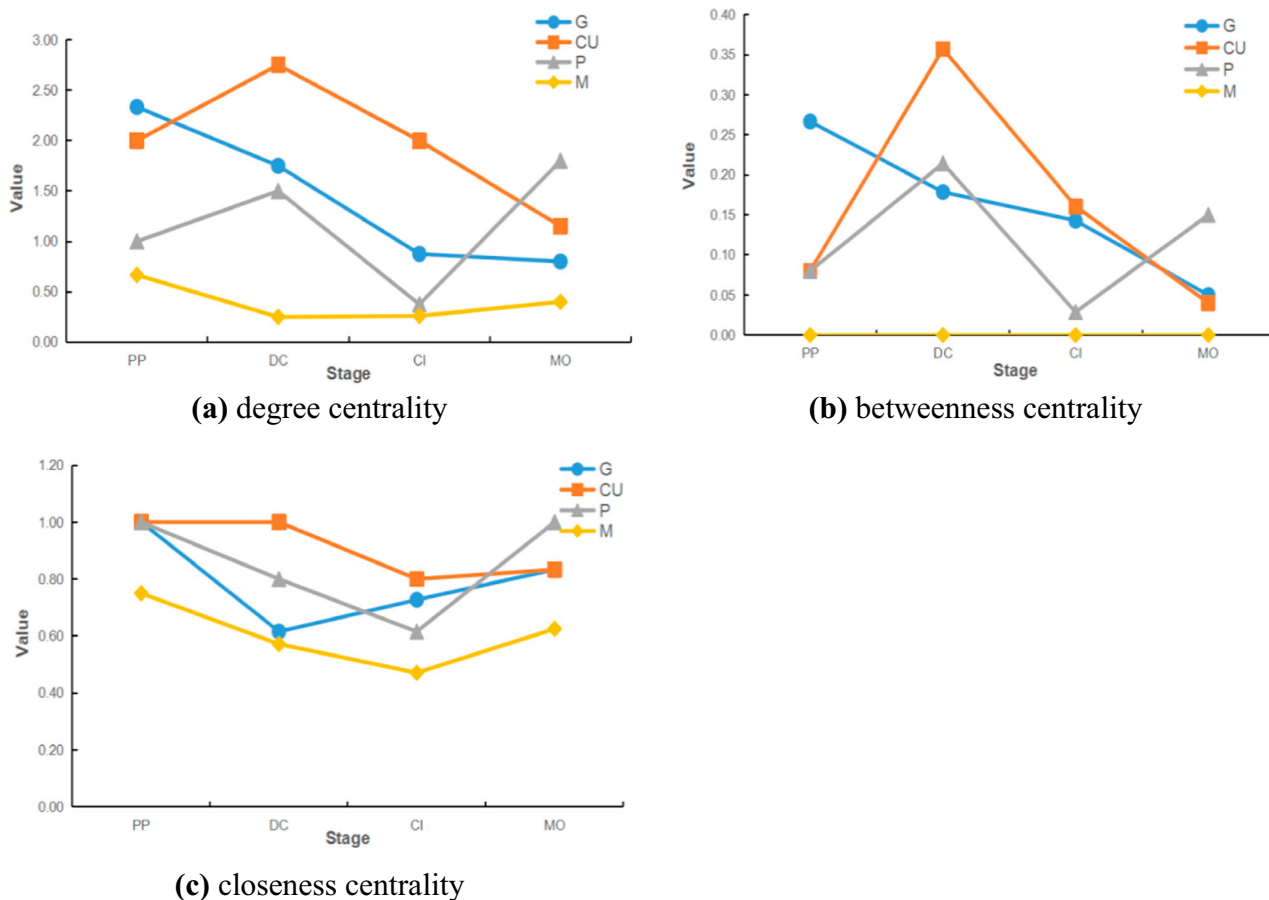 G
CU
P
M
3.00
2.50
2.00
1.50
1.00
0.50
0.00
Value
PP
DC
CI
MO
Stage
(a) degree centrality
G
CU
P
M
0.40
0.35
0.30
0.25
0.20
0.15
0.10
0.05
0.00
Value
PP
DC
CI
MO
Stage
(b) betweenness centrality
G
CU
P
M
1.20
1.00
0.80
0.60
0.40
0.20
0.00
Value
PP
DC
CI
MO
Stage
(c) closeness centrality